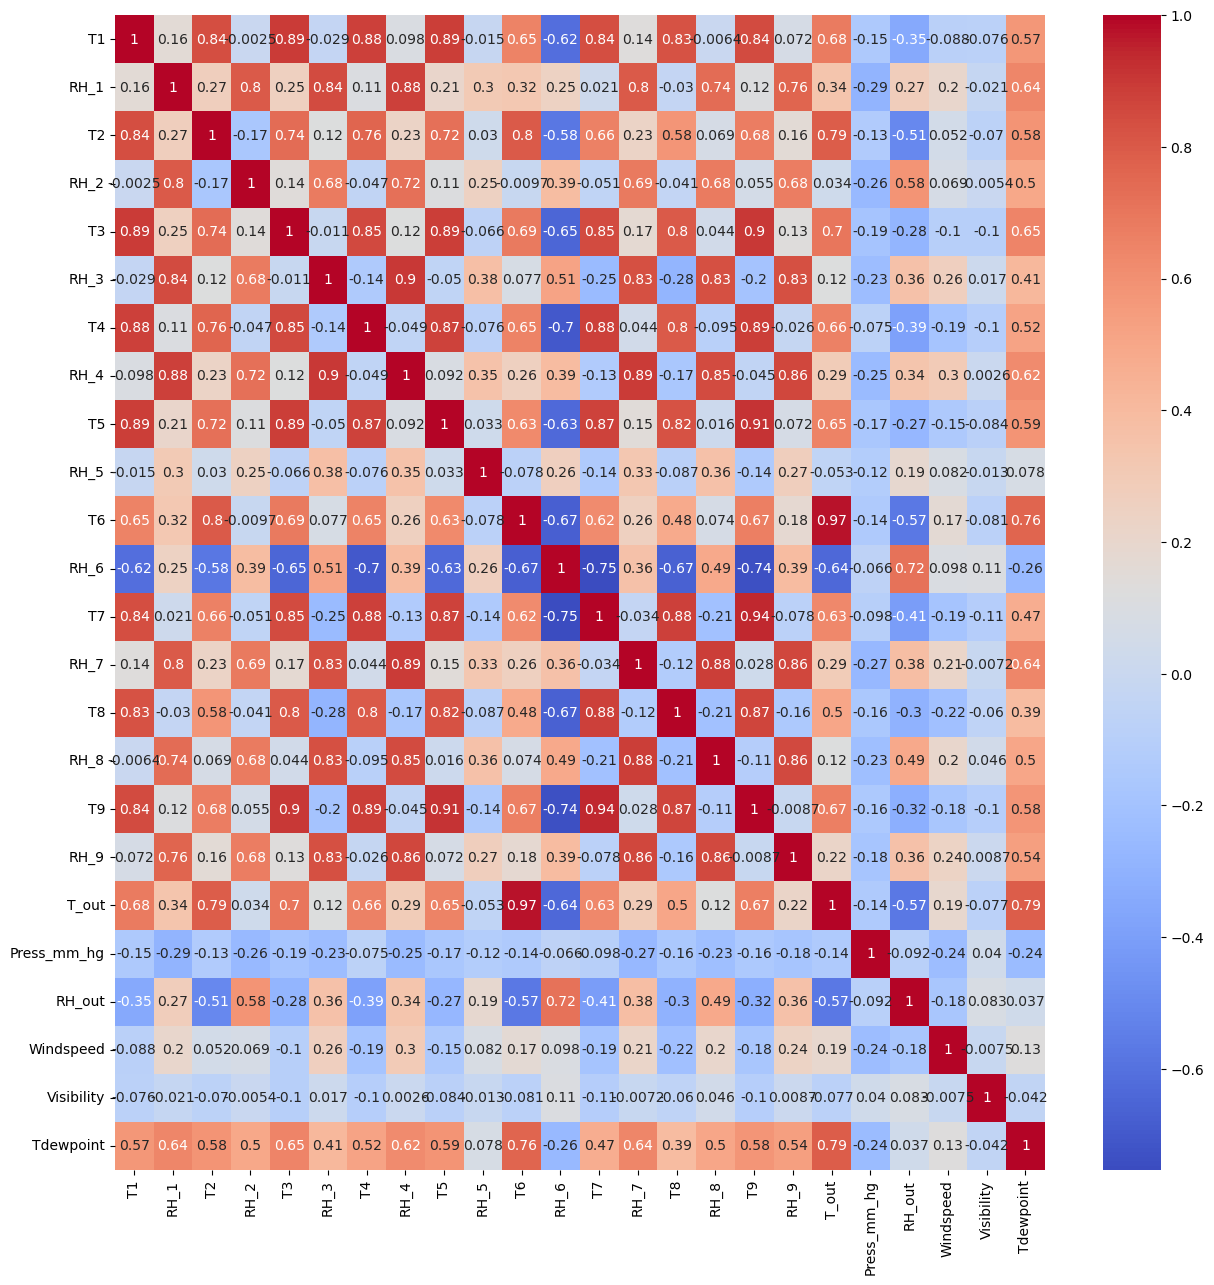 T1 1 0.16 0.84 -0.0025 0.89 -0.029 0.88 0.098 0.89 -0.015 0.65 -0.62 0.84 0.14 0.83 -0.0064 0.84 0.072 0.68 -0.15 -0.35 -0.088 -0.076 0.57
RH_1 0.16 1 0.27 0.8 0.25 0.84 0.11 0.88 0.21 0.3 0.32 0.25 0.021 0.8 -0.03 0.74 0.12 0.76 0.34 -0.29 0.27 0.2 -0.021 0.64
T2 0.84 0.27 1 -0.17 0.74 0.12 0.76 0.23 0.72 0.03 0.8 -0.58 0.66 0.23 0.58 0.069 0.68 0.16 0.79 -0.13 -0.51 0.052 -0.07 0.58
RH_2 -0.0025 0.8 -0.17 1 0.14 0.68 -0.047 0.72 0.11 0.25 -0.0097 0.39 -0.051 0.69 -0.041 0.68 0.055 0.68 0.034 -0.26 0.58 0.069 -0.0054 0.5
T3 0.89 0.25 0.74 0.14 1 -0.011 0.85 0.12 0.89 -0.066 0.69 -0.65 0.85 0.17 0.8 0.044 0.9 0.13 0.7 -0.19 -0.28 -0.1 -0.1 0.65
RH_3 -0.029 0.84 0.12 0.68 -0.011 1 -0.14 0.9 -0.05 0.38 0.077 0.51 -0.25 0.83 -0.28 0.83 -0.2 0.83 0.12 -0.23 0.36 0.26 0.017 0.41
T4 0.88 0.11 0.76 -0.047 0.85 -0.14 1 -0.049 0.87 -0.076 0.65 -0.7 0.88 0.044 0.8 -0.095 0.89 -0.026 0.66 -0.075 -0.39 -0.19 -0.1 0.52
RH_4 0.098 0.88 0.23 0.72 0.12 0.9 -0.049 1 0.092 0.35 0.26 0.39 -0.13 0.89 -0.17 0.85 -0.045 0.86 0.29 -0.25 0.34 0.3 0.0026 0.62
T5 0.89 0.21 0.72 0.11 0.89 -0.05 0.87 0.092 1 0.033 0.63 -0.63 0.87 0.15 0.82 0.016 0.91 0.072 0.65 -0.17 -0.27 -0.15 -0.084 0.59
RH_5 -0.015 0.3 0.03 0.25 -0.066 0.38 -0.076 0.35 0.033 1 -0.078 0.26 -0.14 0.33 -0.087 0.36 -0.14 0.27 -0.053 -0.12 0.19 0.082 -0.013 0.078
T6 0.65 0.32 0.8 -0.0097 0.69 0.077 0.65 0.26 0.63 -0.078 1 -0.67 0.62 0.26 0.48 0.074 0.67 0.18 0.97 -0.14 -0.57 0.17 -0.081 0.76
RH_6 -0.62 0.25 -0.58 0.39 -0.65 0.51 -0.7 0.39 -0.63 0.26 -0.67 1 -0.75 0.36 -0.67 0.49 -0.74 0.39 -0.64 -0.066 0.72 0.098 0.11 -0.26
T7 0.84 0.021 0.66 -0.051 0.85 -0.25 0.88 -0.13 0.87 -0.14 0.62 -0.75 1 -0.034 0.88 -0.21 0.94 -0.078 0.63 -0.098 -0.41 -0.19 -0.11 0.47
RH_7 0.14 0.8 0.23 0.69 0.17 0.83 0.044 0.89 0.15 0.33 0.26 0.36 -0.034 1 -0.12 0.88 0.028 0.86 0.29 -0.27 0.38 0.21 -0.0072 0.64
T8 0.83 -0.03 0.58 -0.041 0.8 -0.28 0.8 -0.17 0.82 -0.087 0.48 -0.67 0.88 -0.12 1 -0.21 0.87 -0.16 0.5 -0.16 -0.3 -0.22 -0.06 0.39
RH_8 -0.0064 0.74 0.069 0.68 0.044 0.83 -0.095 0.85 0.016 0.36 0.074 0.49 -0.21 0.88 -0.21 1 -0.11 0.86 0.12 -0.23 0.49 0.2 0.046 0.5
T9 0.84 0.12 0.68 0.055 0.9 -0.2 0.89 -0.045 0.91 -0.14 0.67 -0.74 0.94 0.028 0.87 -0.11 1 -0.0087 0.67 -0.16 -0.32 -0.18 -0.1 0.58
RH_9 0.072 0.76 0.16 0.68 0.13 0.83 -0.026 0.86 0.072 0.27 0.18 0.39 -0.078 0.86 -0.16 0.86 -0.0087 1 0.22 -0.18 0.36 0.24 0.0087 0.54
T_out 0.68 0.34 0.79 0.034 0.7 0.12 0.66 0.29 0.65 -0.053 0.97 -0.64 0.63 0.29 0.5 0.12 0.67 0.22 1 -0.14 -0.57 0.19 -0.077 0.79
Press_mm_hg -0.15 -0.29 -0.13 -0.26 -0.19 -0.23 -0.075 -0.25 -0.17 -0.12 -0.14 -0.066 -0.098 -0.27 -0.16 -0.23 -0.16 -0.18 -0.14 1 -0.092 -0.24 0.04 -0.24
RH_out -0.35 0.27 -0.51 0.58 -0.28 0.36 -0.39 0.34 -0.27 0.19 -0.57 0.72 -0.41 0.38 -0.3 0.49 -0.32 0.36 -0.57 -0.092 1 -0.18 0.083 0.037
Windspeed -0.088 0.2 0.052 0.069 -0.1 0.26 -0.19 0.3 -0.15 0.082 0.17 0.098 -0.19 0.21 -0.22 0.2 -0.18 0.24 0.19 -0.24 -0.18 1 -0.0075 0.13
Visibility -0.076 -0.021 -0.07 -0.0054 -0.1 0.017 -0.1 0.0026 -0.084 -0.013 -0.081 0.11 -0.11 -0.0072 -0.06 0.046 -0.1 0.0087 -0.077 0.04 0.083 -0.0075 1 -0.042
Tdewpoint 0.57 0.64 0.58 0.5 0.65 0.41 0.52 0.62 0.59 0.078 0.76 -0.26 0.47 0.64 0.39 0.5 0.58 0.54 0.79 -0.24 0.037 0.13 -0.042 1
T1 RH_1 T2 RH_2 T3 RH_3 T4 RH_4 T5 RH_5 T6 RH_6 T7 RH_7 T8 RH_8 T9 RH_9 T_out Press_mm_hg RH_out Windspeed Visibility Tdewpoint
1.0
0.8
0.6
0.4
0.2
0.0
−0.2
−0.4
−0.6